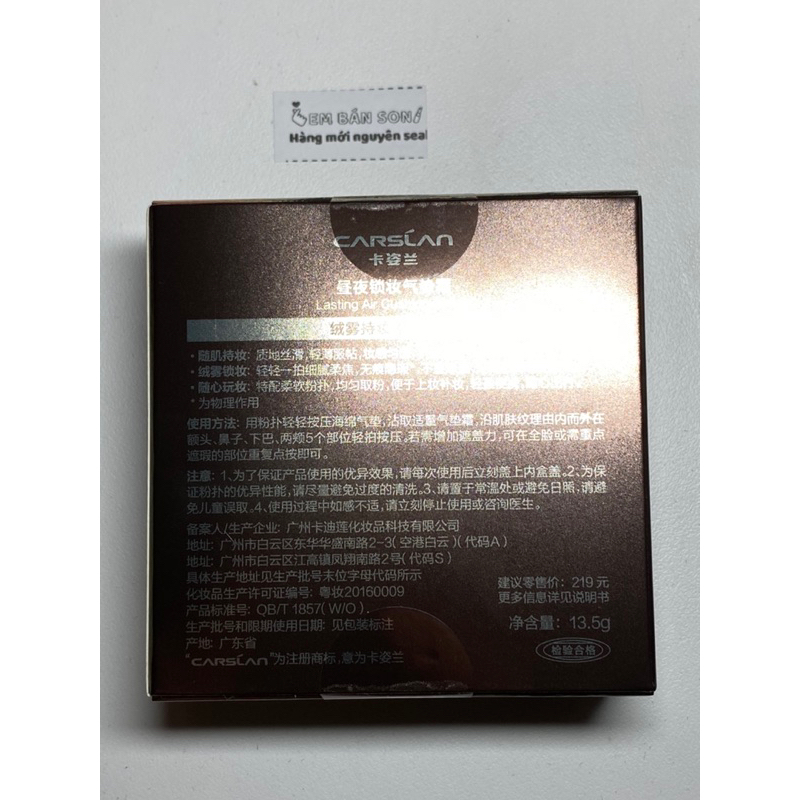 EM BÁN SON
Hàng mới nguyên seal
CARSLAN
卡姿兰
昼夜锁妆气垫霜
Lasting Air
绒雾持妆
• 随肌持妆：质地丝滑，轻薄服帖，
• 绒雾锁妆：轻轻一拍细腻柔焦，无痕
• 随心玩妆：特配柔软粉扑，均匀取粉，便于上妆补妆，
*为物理作用
使用方法：用粉扑轻轻按压海绵气垫，沾取适量气垫霜，沿肌肤纹理由内而外在
额头、鼻子、下巴、两颊5个部位轻拍按压，若需增加遮盖力，可在全脸或需重点
遮瑕的部位重复点按即可。
注意：1、为了保证产品使用的优异效果，请每次使用后立刻盖上内盒盖。2、为保
证粉扑的优异性能，请尽量避免过度的清洗。3、请置于常温处或避免日照，请避
免儿童误取。4、使用过程中如感不适，请立刻停止使用或咨询医生。
备案人/生产企业：广州卡迪莲化妆品科技有限公司
地址：广州市白云区东华华盛南路2-3(空港白云)(代码A)
地址：广州市白云区江高镇凤翔南路2号(代码S)
具体生产地址见生产批号末位字母代码所示
化妆品生产许可证编号：粤妆20160009
产品标准号：QB/T 1857(W/O).
生产批号和限期使用日期：见包装标注
产地：广东省
"CARSLAN"为注册商标，意为卡姿兰
建议零售价：219元
更多信息详见说明书
净含量：13.5g
检验合格